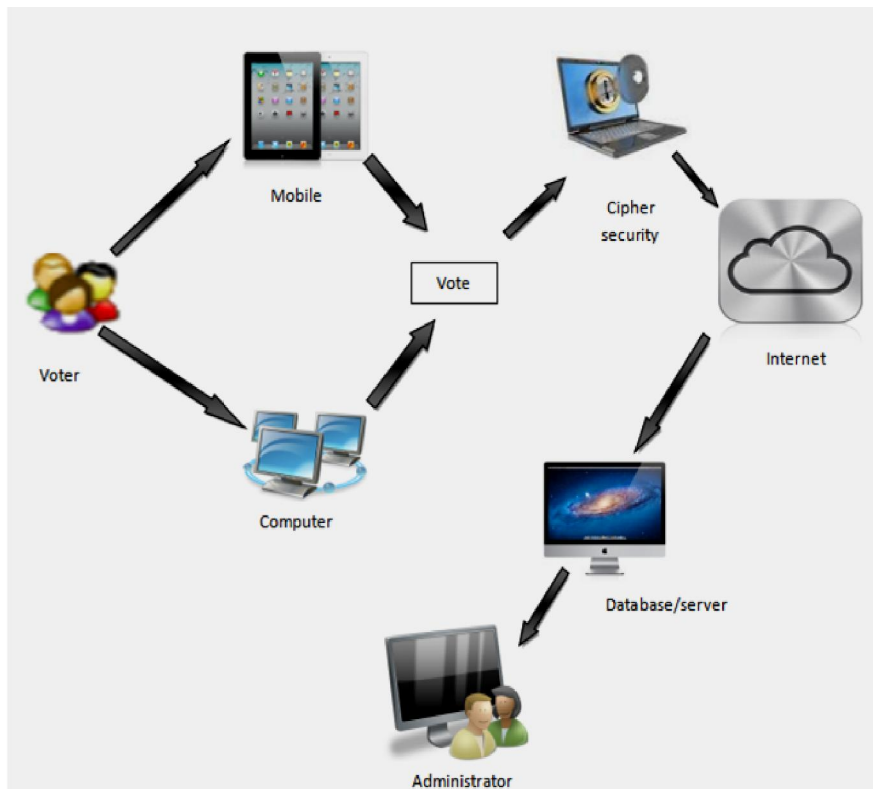 Mobile
Cipher
security
Vote
Voter
Internet
Computer
Database/server
Administrator